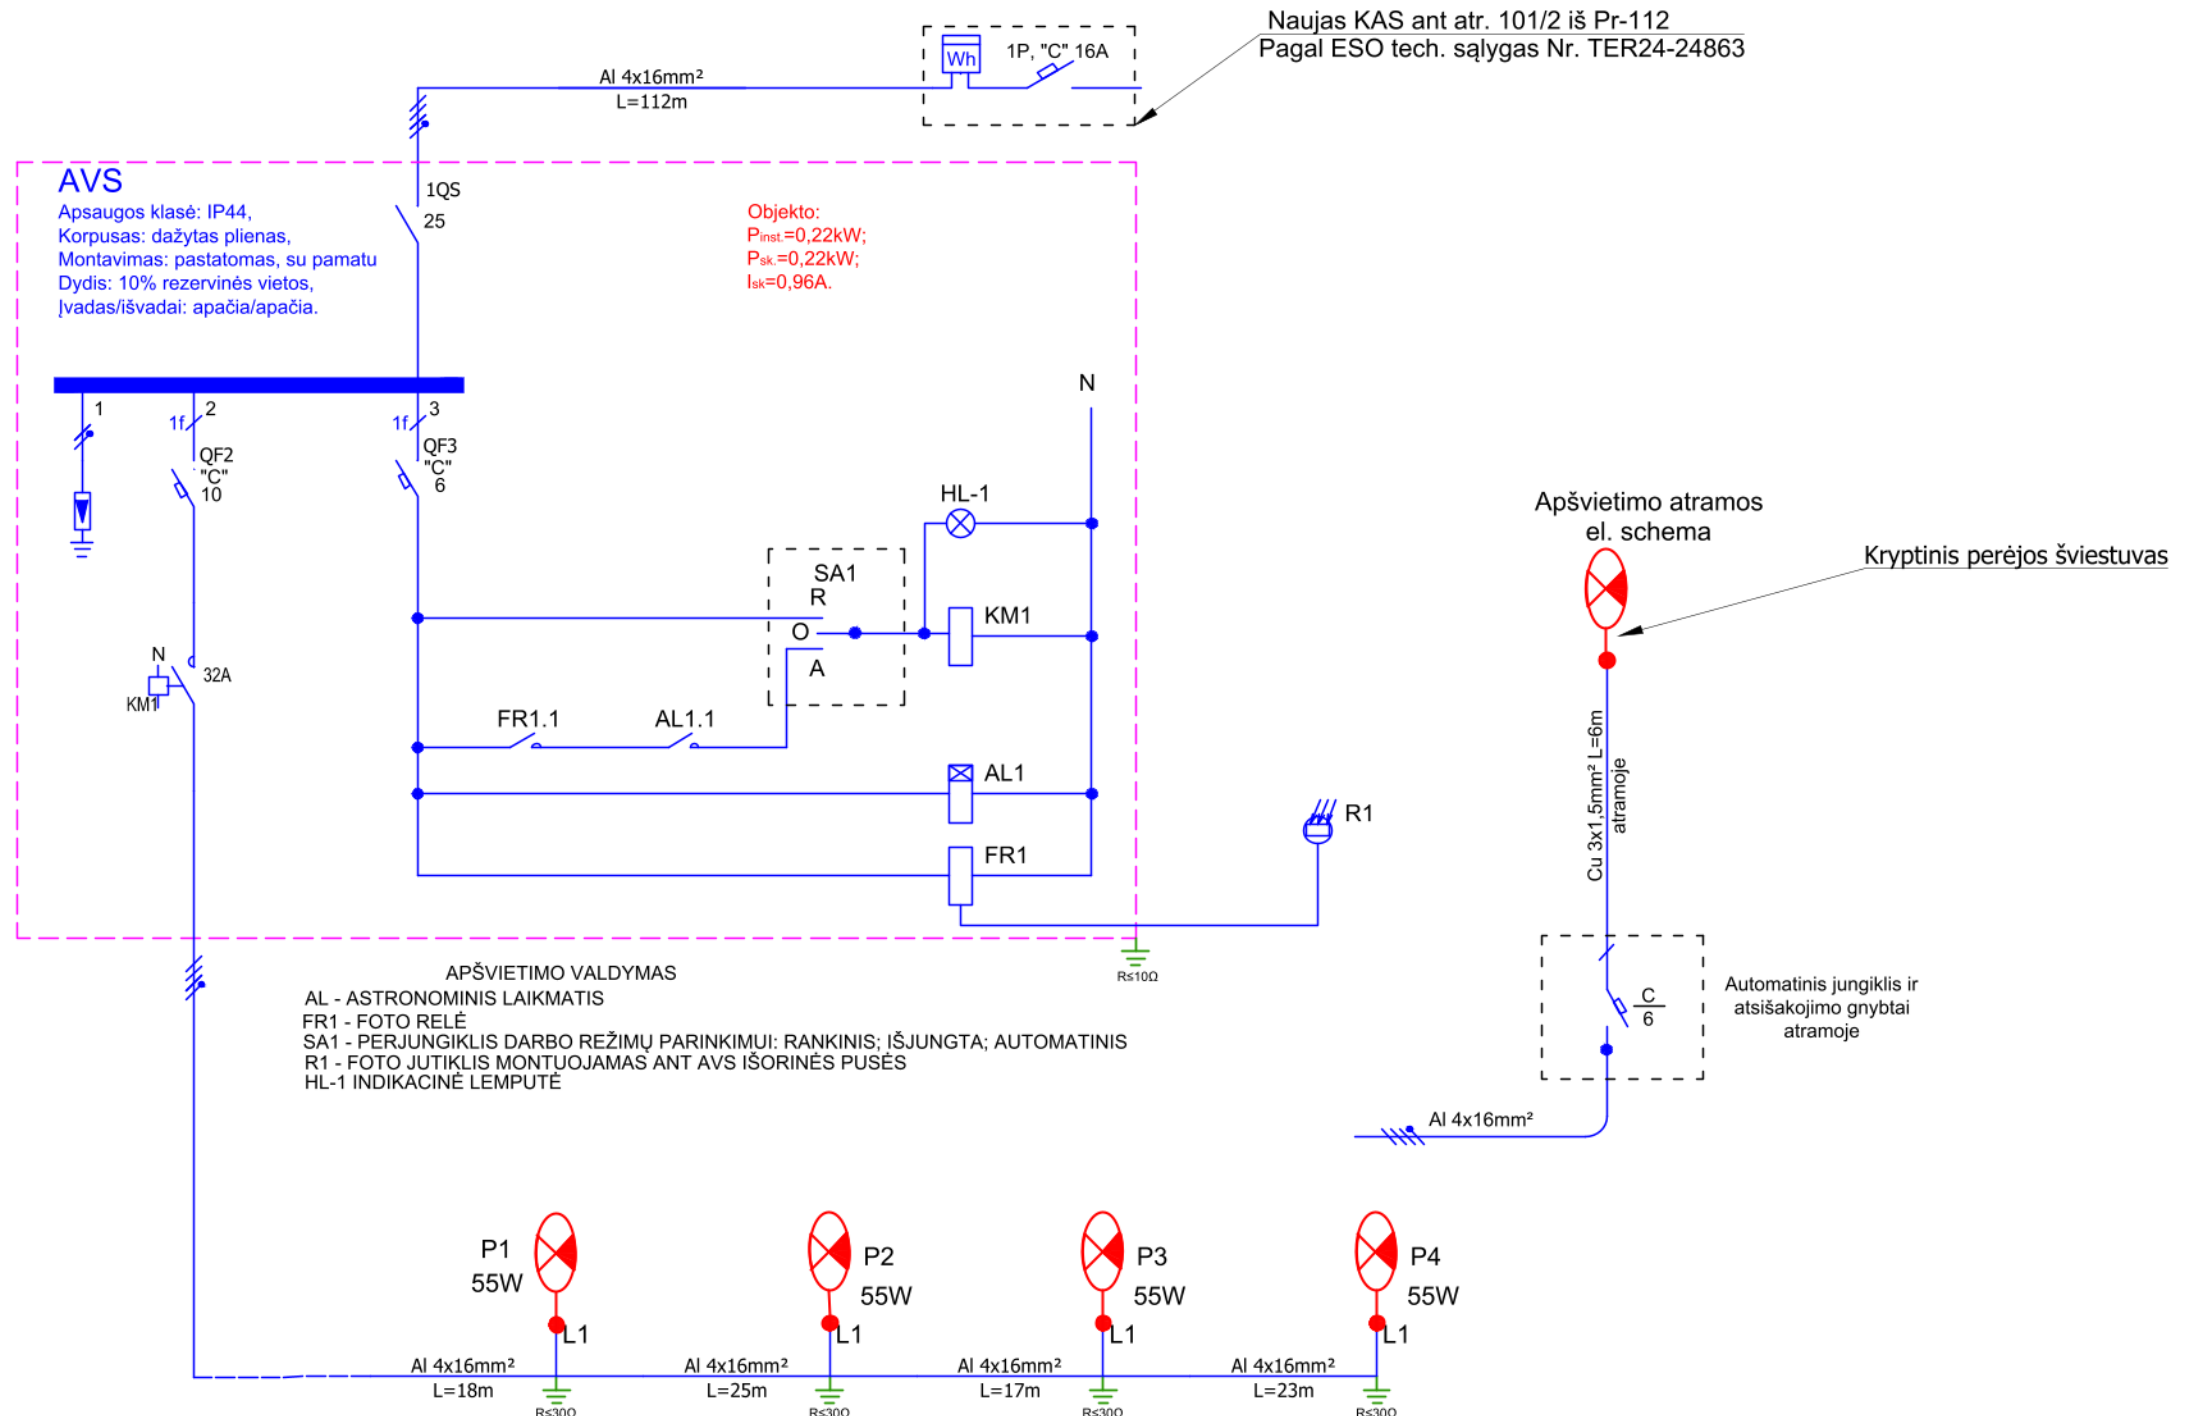 Naujas KAS ant atr. 101/2 iš Pr-112
Pagal ESO tech. sąlygas Nr. TER24-24863
Wh
1P, "C" 16A
Al 4x16mm²
L=112m
AVS
Apsaugos klasė: IP44,
Korpusas: dažytas plienas,
Montavimas: pastatomas, su pamatu
Dydis: 10% rezervinės vietos,
Įvadas/išvadai: apačia/apačia.
1QS
25
Objekto:
Pinst.=0,22kW;
Psk.=0,22kW;
Isk=0,96A.
1
2
3
1f
1f
N
QF2
"C"
10
QF3
"C"
6
HL-1
SA1
R
O
A
KM1
N
32A
KM1
FR1.1
AL1.1
AL1
FR1
R1
R≤10Ω
Apšvietimo atramos
el. schema
Kryptinis perėjos šviestuvas
Cu 3x1,5mm² L=6m
atramoje
C
6
Automatinis jungiklis ir
atsišakojimo gnybtai
atramoje
Al 4x16mm²
APŠVIETIMO VALDYMAS
AL - ASTRONOMINIS LAIKMATIS
FR1 - FOTO RELĖ
SA1 - PERJUNGIKLIS DARBO REŽIMŲ PARINKIMUI: RANKINIS; IŠJUNGTA; AUTOMATINIS
R1 - FOTO JUTIKLIS MONTUOJAMAS ANT AVS IŠORINĖS PUSĖS
HL-1 INDIKACINĖ LEMPUTĖ
P1
55W
L1
P2
55W
L1
P3
55W
L1
P4
55W
L1
Al 4x16mm²
L=18m
Al 4x16mm²
L=25m
Al 4x16mm²
L=17m
Al 4x16mm²
L=23m
R≤30Ω
R≤30Ω
R≤30Ω
R≤30Ω